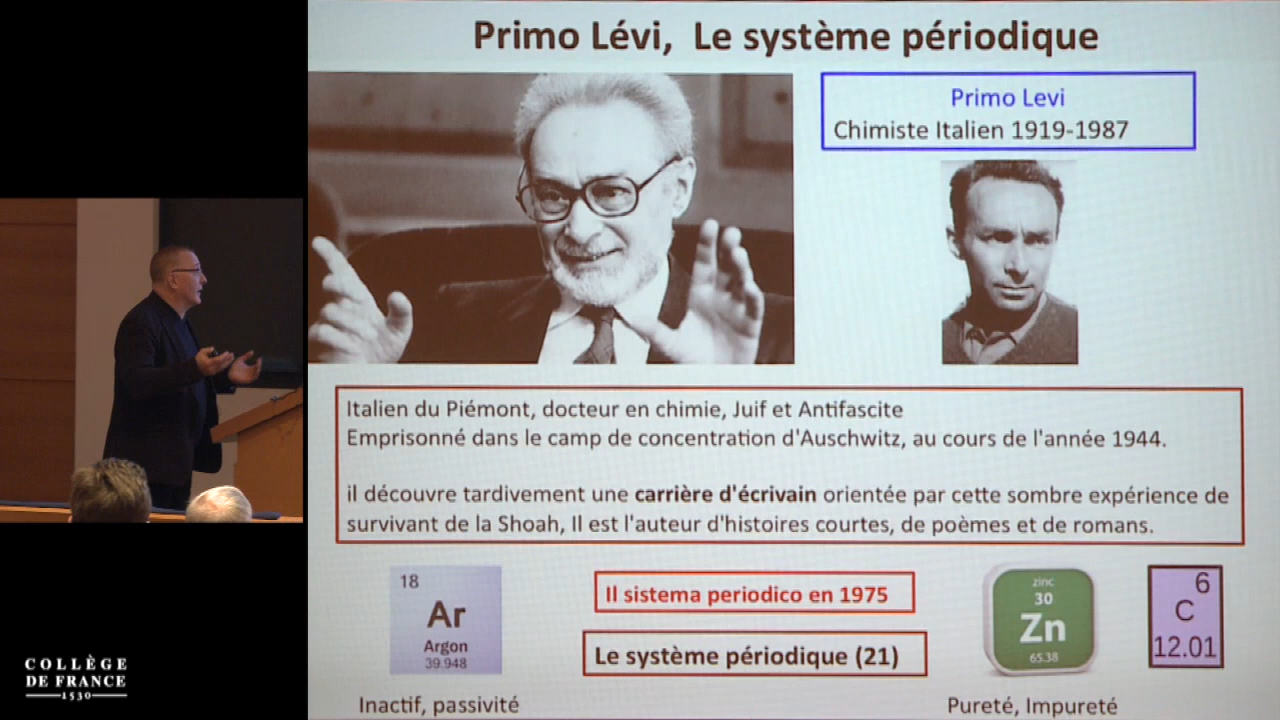 Primo Lévi, Le système périodique
Primo Levi
Chimiste Italien 1919-1987
Italien du Piémont, docteur en chimie, Juif et Antifascite
Emprisonné dans le camp de concentration d'Auschwitz, au cours de l'année 1944.
il découvre tardivement une carrière d'écrivain orientée par cette sombre expérience de
survivant de la Shoah, Il est l'auteur d'histoires courtes, de poèmes et de romans.
18
Ar
Argon
39.948
Inactif, passivité
Il sistema periodico en 1975
Le système périodique (21)
zinc
30
Zn
65.38
Pureté, Impureté
6
C
12.01
COLLÈGE
DE FRANCE
1530